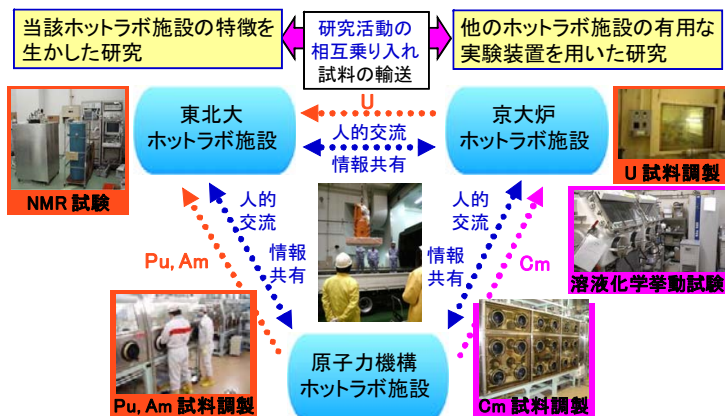 当該ホットラボ施設の特徴を
生かした研究
研究活動の
相互乗り入れ
試料の輸送
他のホットラボ施設の有用な
実験装置を用いた研究
東北大
ホットラボ施設
U
人的交流
情報共有
京大炉
ホットラボ施設
NMR 試験
U 試料調製
人的
交流
情報
共有
Pu, Am
人的
交流
情報
共有
Cm
溶液化学挙動試験
原子力機構
ホットラボ施設
Pu, Am 試料調製
Cm 試料調製